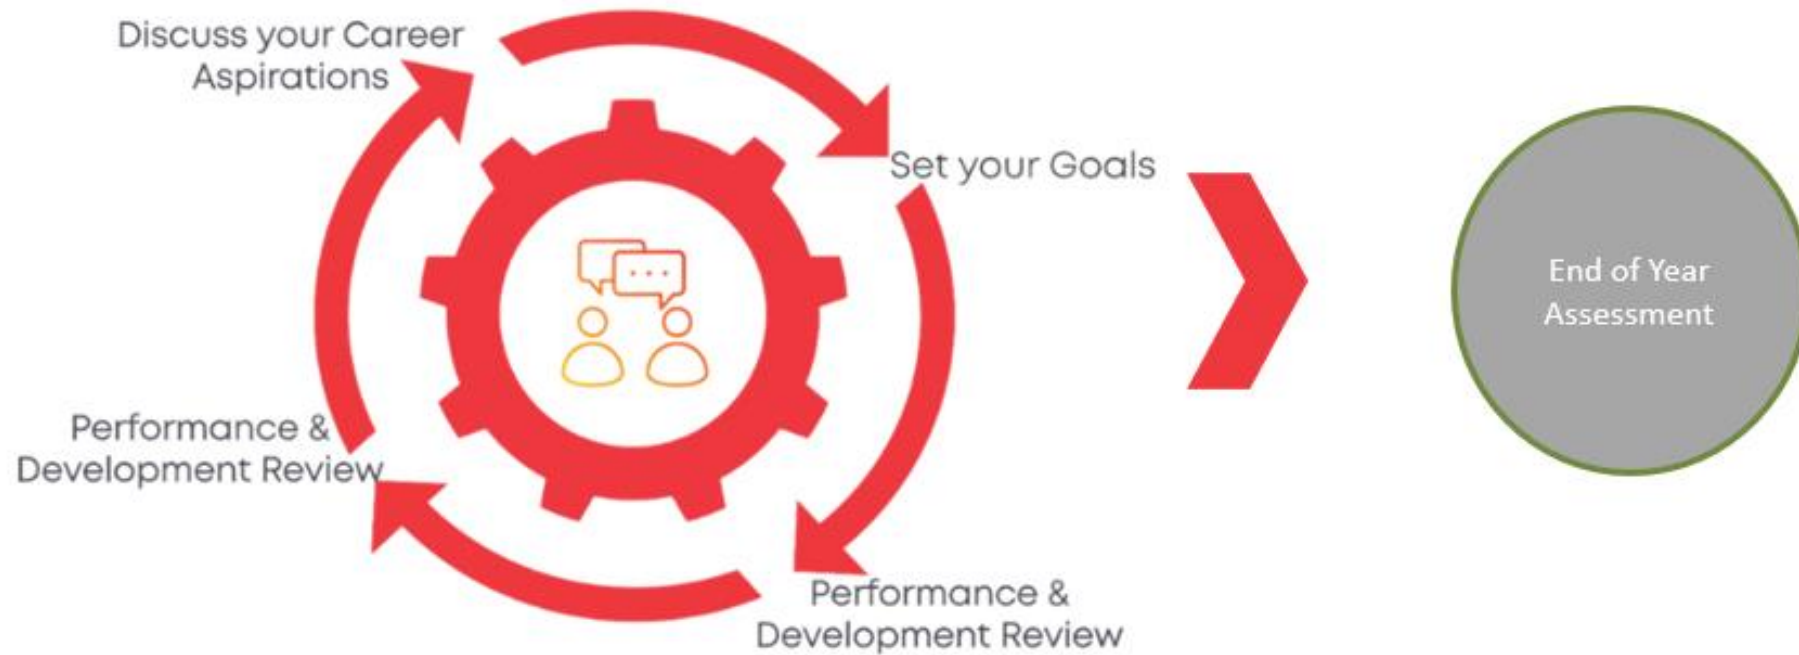 Discuss your Career
Aspirations
Set your Goals
End of Year
Assessment
Performance &
Development Review
Performance &
Development Review